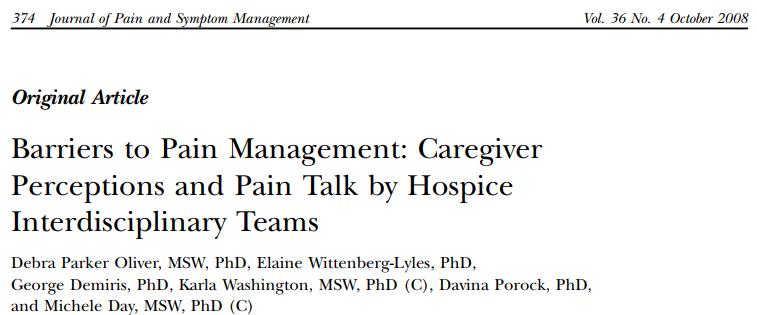 374 Journal of Pain and Symptom Management Vol. 36 No. 4 October 2008
Original Article
Barriers to Pain Management: Caregiver
Perceptions and Pain Talk by Hospice
Interdisciplinary Teams
Debra Parker Oliver, MSW, PhD, Elaine Wittenberg-Lyles, PhD,
George Demiris, PhD, Karla Washington, MSW, PhD (C), Davina Porock, PhD,
and Michele Day, MSW, PhD (C)